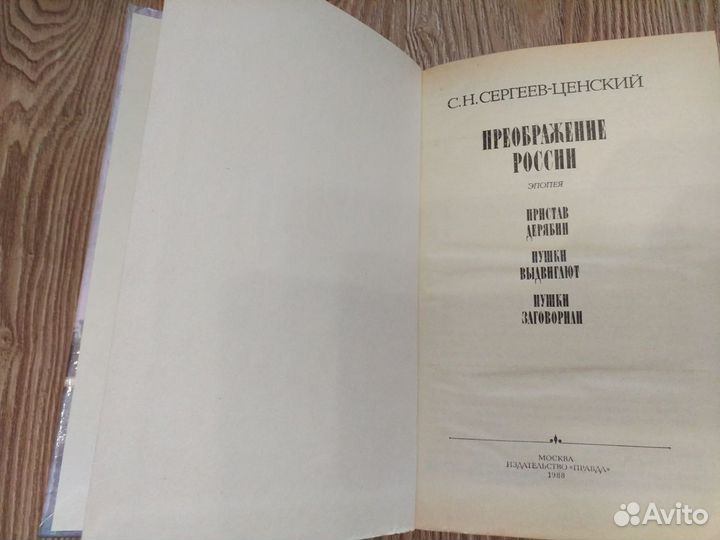 С.Н. СЕРГЕЕВ-ЦЕНСКИЙ
ПРЕОБРАЖЕНИЕ
РОССИИ
ЭПОПЕЯ
ПРИСТАВ
ДЕРЯБИН
ПУШКИ
ВЫДВИГАЮТ
ПУШКИ
ЗАГОВОРИЛИ
МОСКВА
ИЗДАТЕЛЬСТВО «ПРАВДА»
1988
Avito